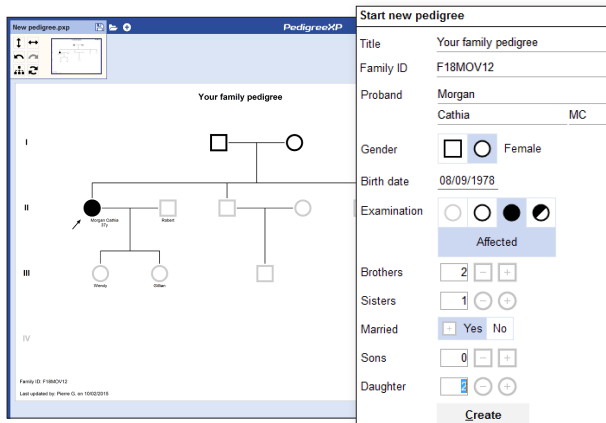 New pedigree.pxp
PedigreeXP
Your family pedigree
I
II
Morgan Cathia
37y
Robert
III
Wendy
Gillian
IV
Family ID: F18MOV12
Last updated by: Pierre G. on 10/02/2015
Start new pedigree
Title Your family pedigree
Family ID F18MOV12
Proband Morgan
Cathia MC
Gender Female
Birth date 08/09/1978
Examination
Affected
Brothers 2 - +
Sisters 1 - +
Married + Yes No
Sons 0 - +
Daughter 2 - +
Create